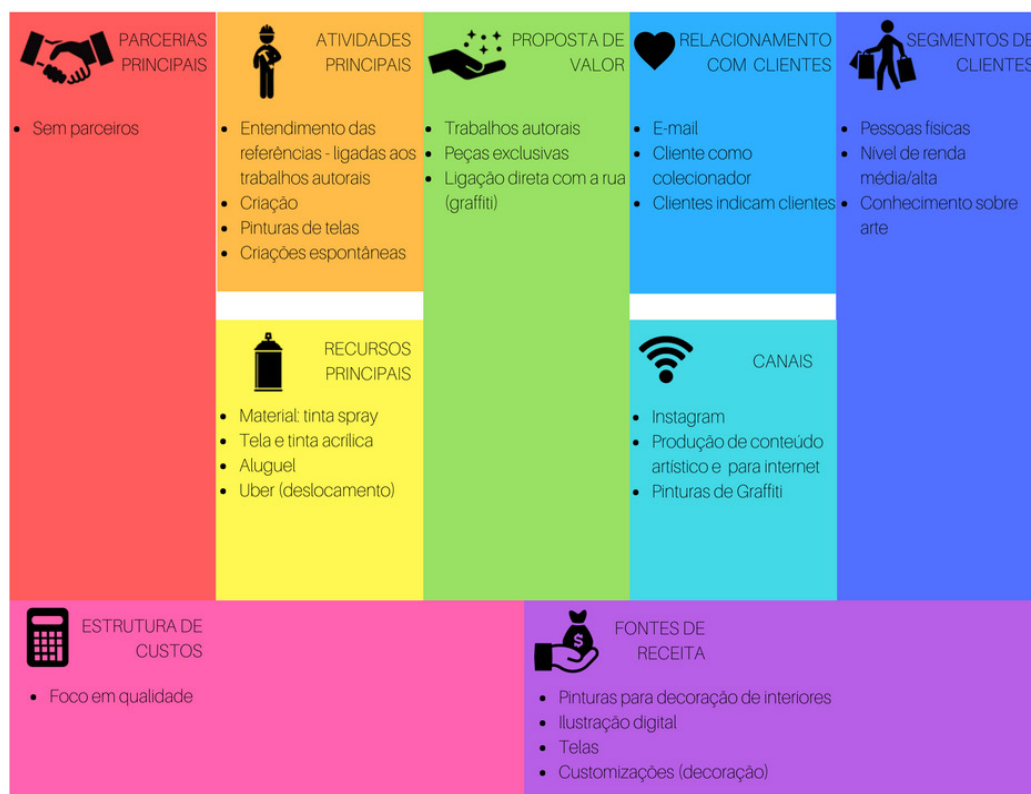 PARCERIAS
PRINCIPAIS
• Sem parceiros
ATIVIDADES
PRINCIPAIS
• Entendimento das
referências - ligadas aos
trabalhos autorais
• Criação
• Pinturas de telas
• Criações espontâneas
RECURSOS
PRINCIPAIS
• Material: tinta spray
• Tela e tinta acrílica
• Aluguel
• Uber (deslocamento)
PROPOSTA DE
VALOR
• Trabalhos autorais
• Peças exclusivas
• Ligação direta com a rua
(graffiti)
RELACIONAMENTO
COM CLIENTES
• E-mail
• Cliente como
colecionador
• Clientes indicam clientes
CANAIS
• Instagram
• Produção de conteúdo
artístico e para internet
• Pinturas de Graffiti
SEGMENTOS DE
CLIENTES
• Pessoas físicas
• Nível de renda
média/alta
• Conhecimento sobre
arte
ESTRUTURA DE
CUSTOS
• Foco em qualidade
$
FONTES DE
RECEITA
• Pinturas para decoração de interiores
• Ilustração digital
• Telas
• Customizações (decoração)